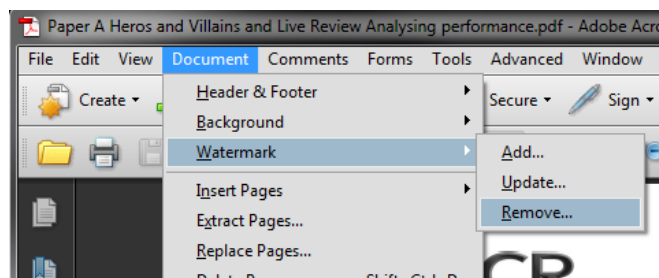 Paper A Heros and Villains and Live Review Analysing performance.pdf - Adobe Acro
File Edit View Document Comments Forms Tools Advanced Window
Create Secure Sign
Header & Footer
Background
Watermark
Add...
Update...
Insert Pages
Remove...
Extract Pages...
Replace Pages...